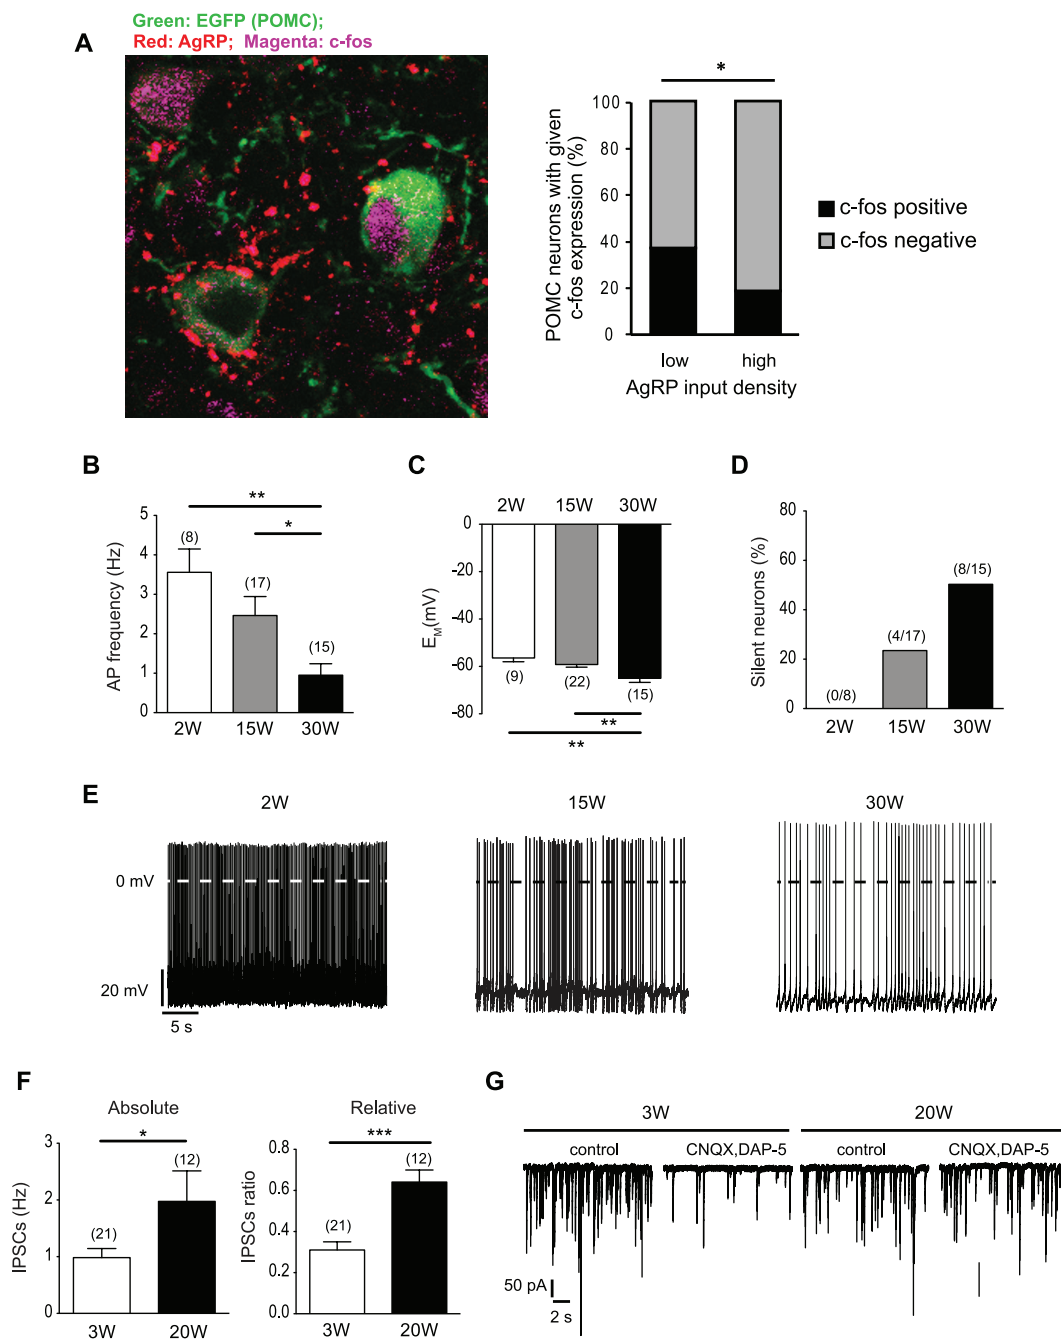 Green: EGFP (POMC);
Red: AgRP; Magenta: c-fos
A
*
POMC neurons with given
c-fos expression (%)
100
80
60
40
20
0
low
high
AgRP input density
c-fos positive
c-fos negative
B
AP frequency (Hz)
5
4
3
2
1
0
**
*
(8)
(17)
(15)
2W
15W
30W
C
2W
15W
30W
E_M(mV)
0
-20
-40
-60
-80
(9)
(22)
(15)
**
**
D
Silent neurons (%)
80
60
40
20
0
(0/8)
(4/17)
(8/15)
2W
15W
30W
E
2W
15W
30W
0 mV
20 mV
5 s
F
Absolute
*
IPSCs (Hz)
3
2
1
0
(21)
(12)
3W
20W
Relative
***
IPSCs ratio
0.8
0.6
0.4
0.2
0.0
(21)
(12)
3W
20W
G
3W
20W
control
CNQX,DAP-5
control
CNQX,DAP-5
50 pA
2 s